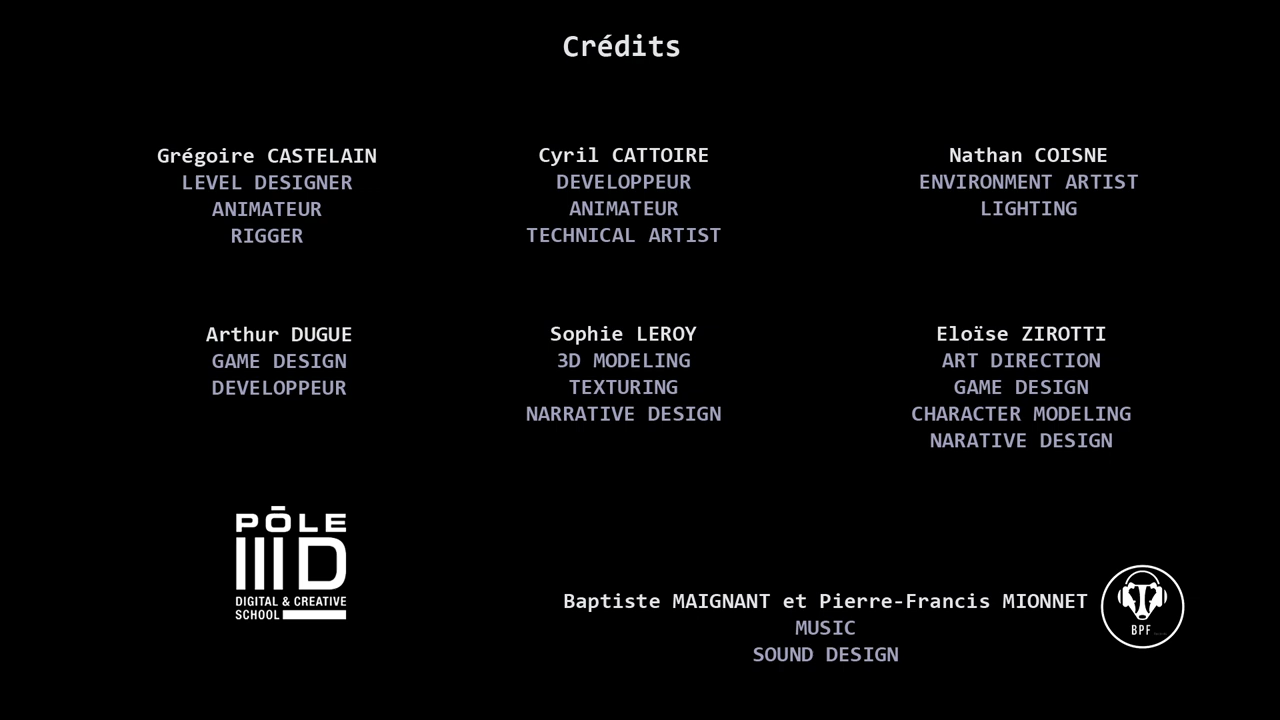 Crédits
Grégoire CASTELAIN
LEVEL DESIGNER
ANIMATEUR
RIGGER
Cyril CATTOIRE
DEVELOPPEUR
ANIMATEUR
TECHNICAL ARTIST
Nathan COISNE
ENVIRONMENT ARTIST
LIGHTING
Arthur DUGUE
GAME DESIGN
DEVELOPPEUR
Sophie LEROY
3D MODELING
TEXTURING
NARRATIVE DESIGN
Eloïse ZIROTTI
ART DIRECTION
GAME DESIGN
CHARACTER MODELING
NARATIVE DESIGN
PŌLE
IIID
DIGITAL & CREATIVE
SCHOOL
Baptiste MAIGNANT et Pierre-Francis MIONNET
MUSIC
SOUND DESIGN
BPF